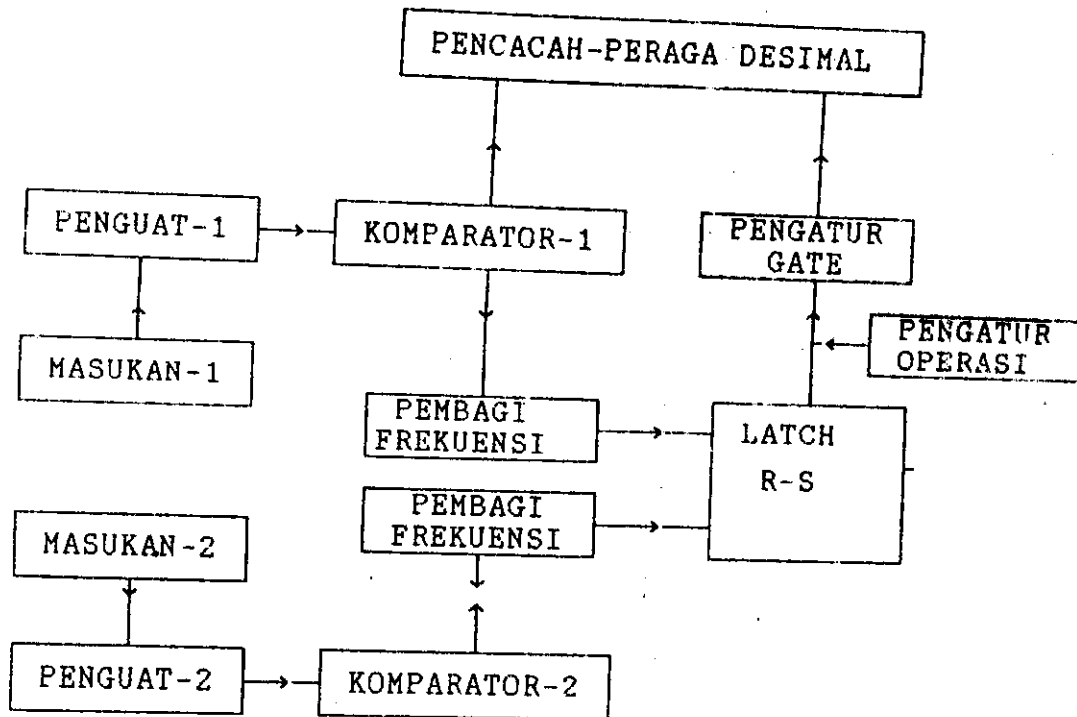 PENCACAH-PERAGA DESIMAL
PENGUAT-1
KOMPARATOR-1
PENGATUR
GATE
PENGATUR
OPERASI
MASUKAN-1
PEMBAGI
FREKUENSI
LATCH
R-S
PEMBAGI
FREKUENSI
MASUKAN-2
PENGUAT-2
KOMPARATOR-2